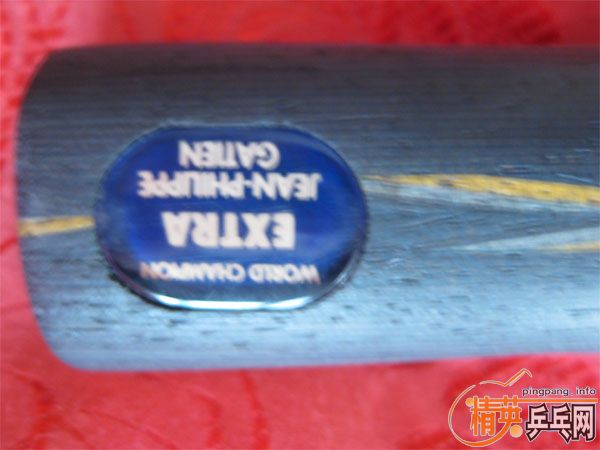 WORLD CHAMPION
EXTRA
JEAN-PHILIPPE
GATIEN
pingpang.info
精英乒乓网